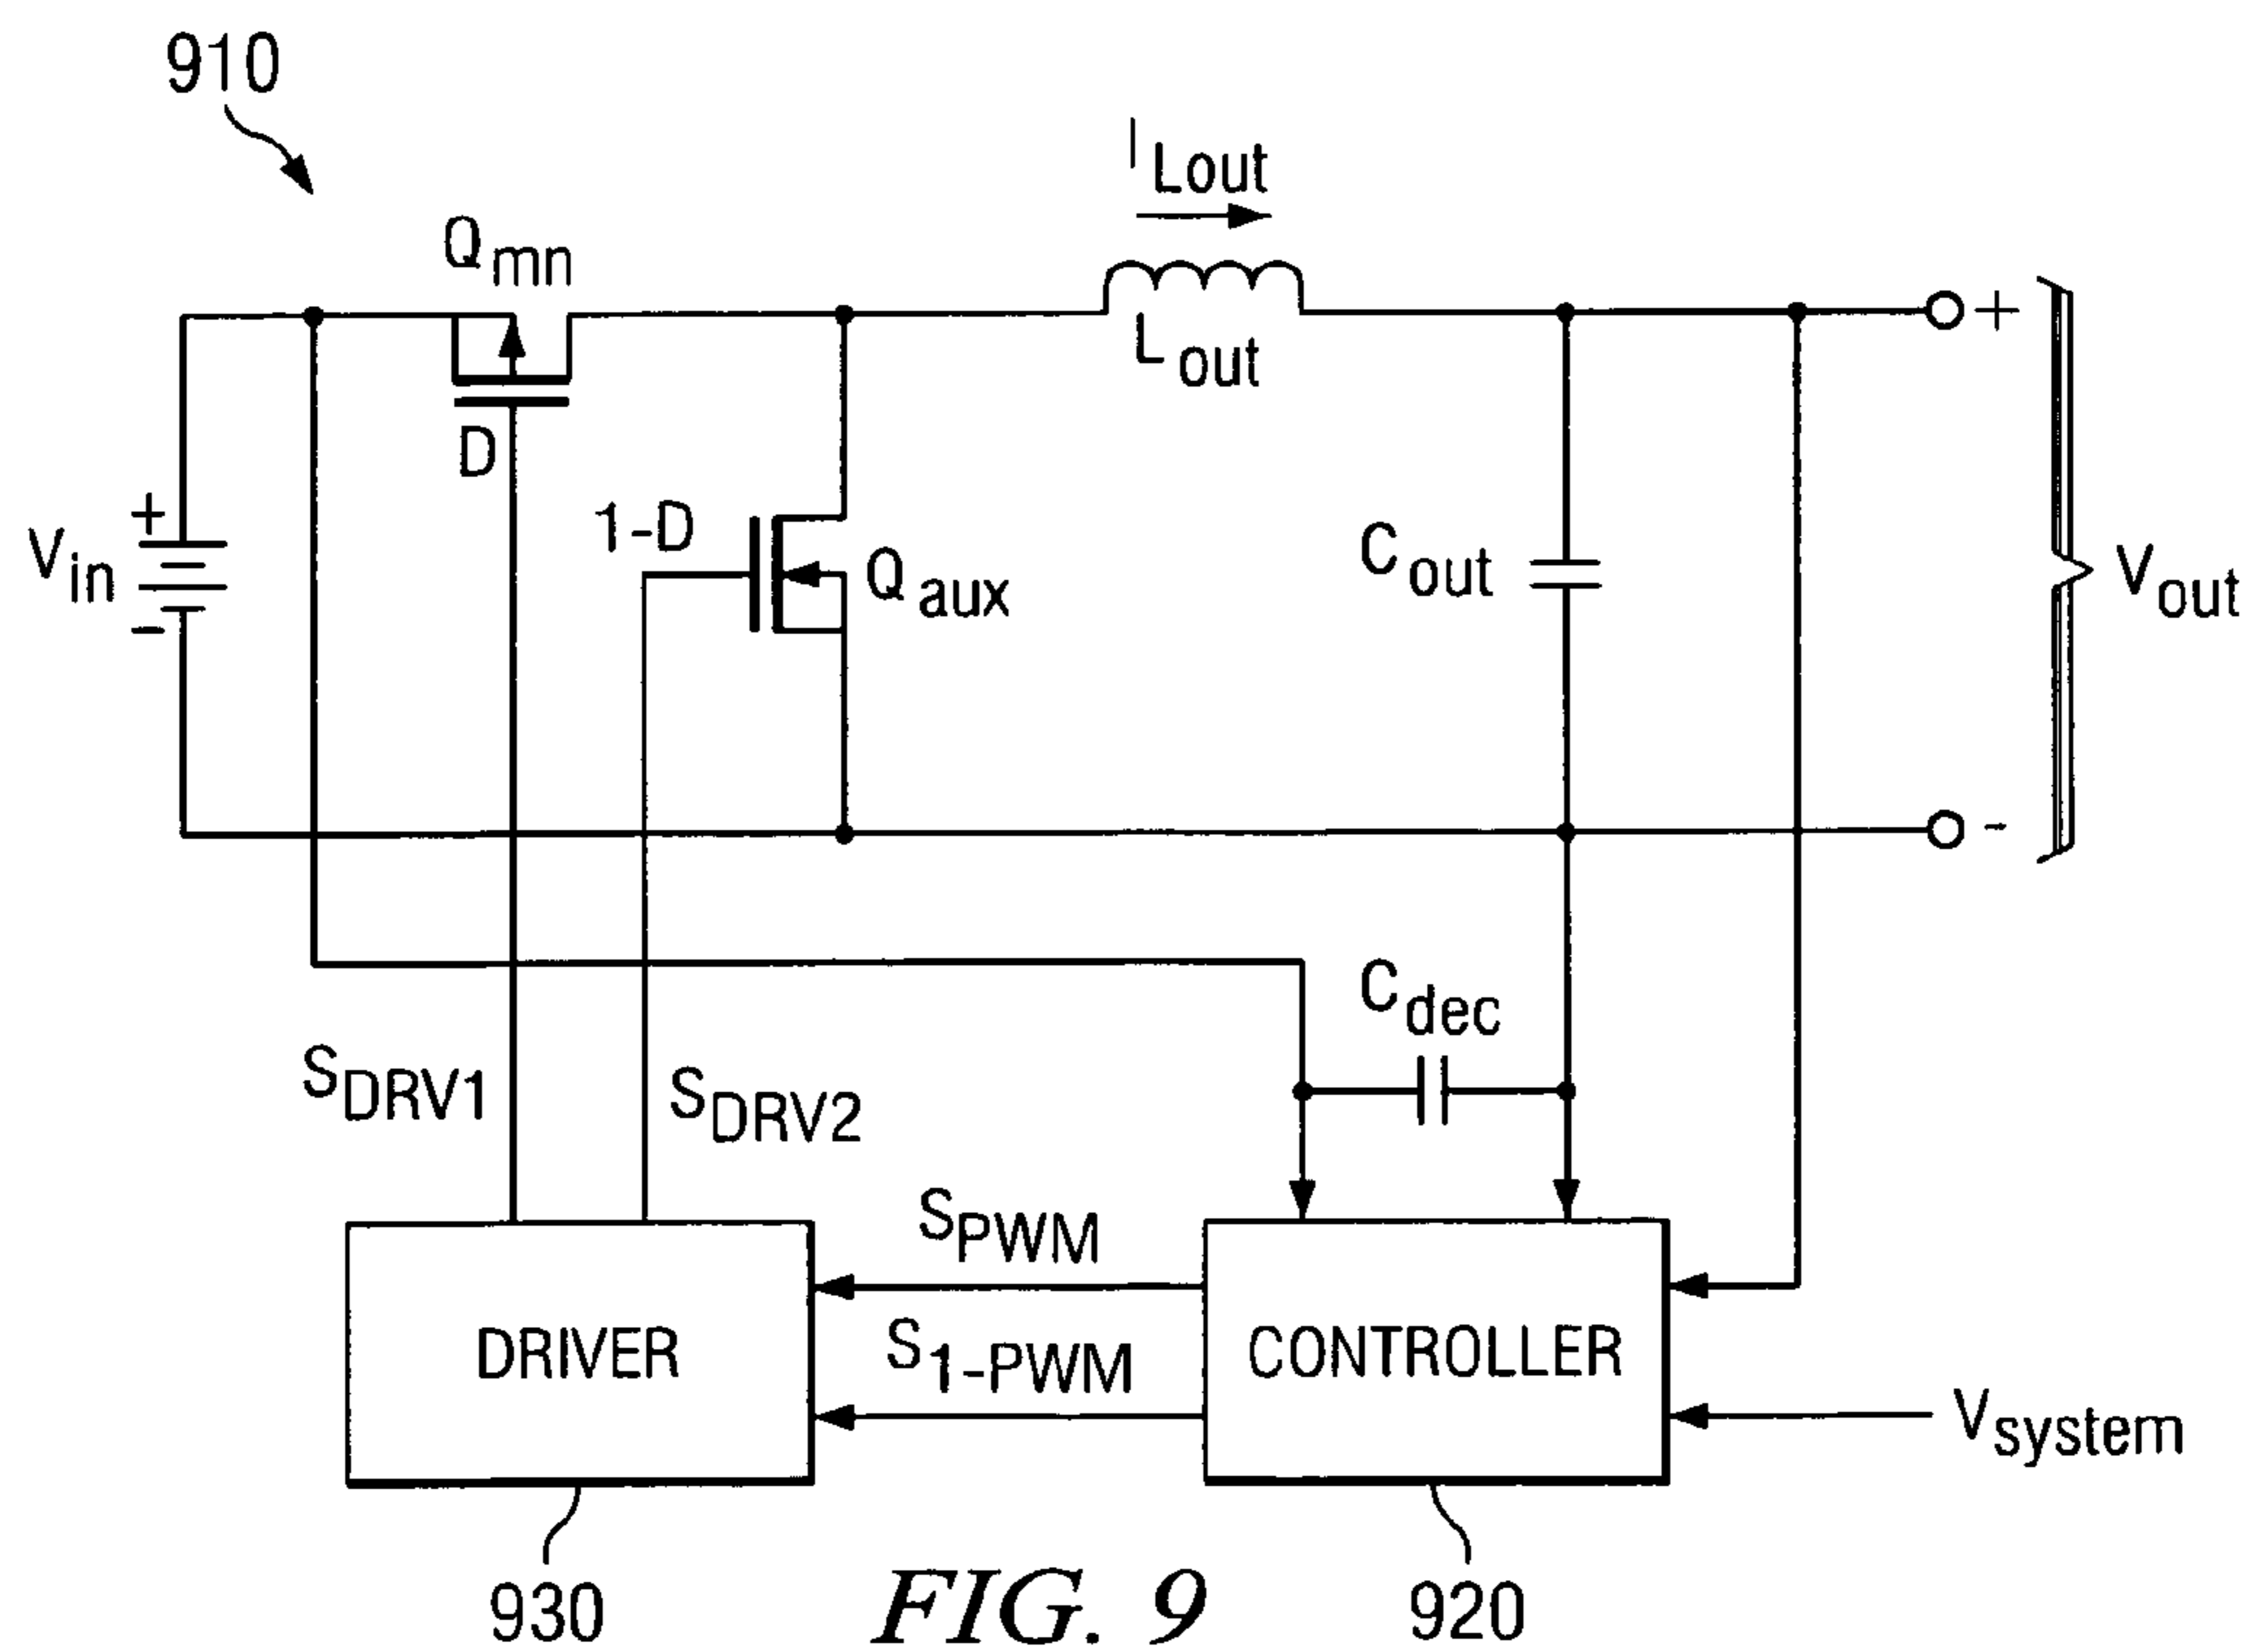 910
I Lout
Qmn
Lout
D
+
Vin
-
1-D
Qaux
Cout
+
Vout
-
Cdec
SDRV1
SDRV2
SPWM
S1-PWM
DRIVER
CONTROLLER
Vsystem
930
FIG. 9
920